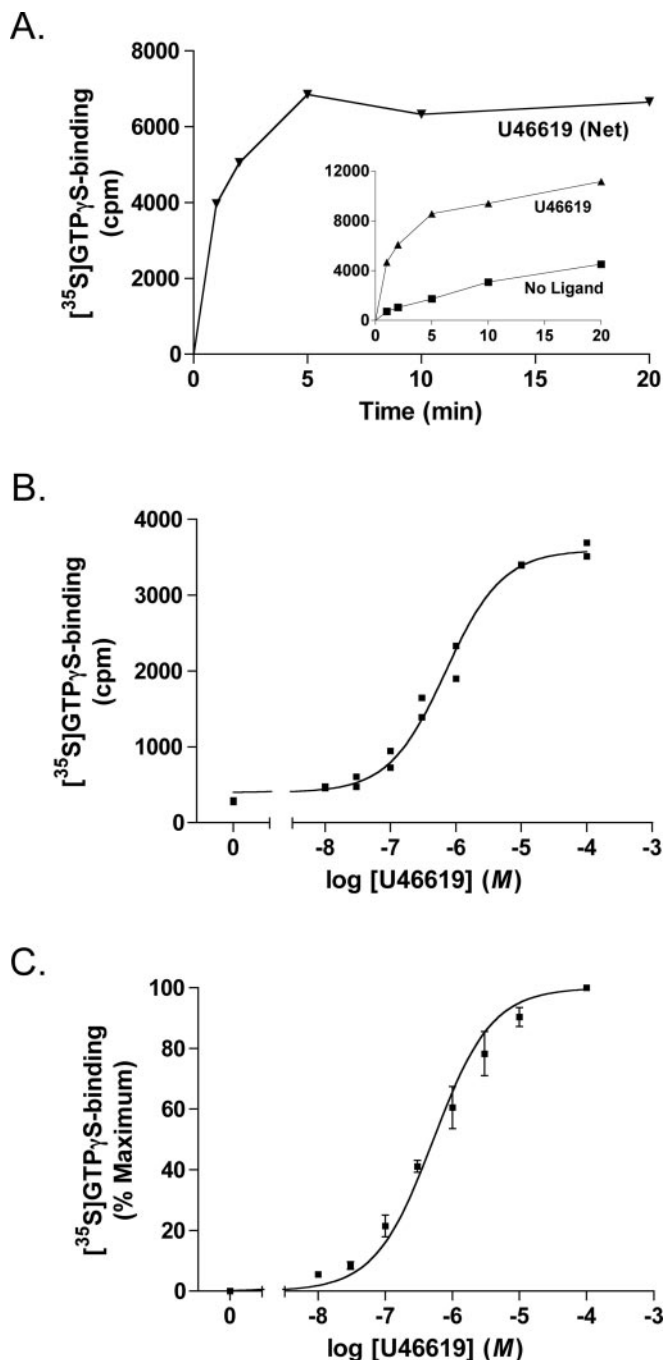 A.
[³⁵S]GTPγS-binding
(cpm)
8000
6000
4000
2000
0
U46619 (Net)
12000
8000
4000
0
U46619
No Ligand
0 5 10 15 20
0 5 10 15 20
Time (min)
B.
[³⁵S]GTPγS-binding
(cpm)
4000
3000
2000
1000
0
0 -8 -7 -6 -5 -4 -3
log [U46619] (M)
C.
[³⁵S]GTPγS-binding
(% Maximum)
100
80
60
40
20
0
0 -8 -7 -6 -5 -4 -3
log [U46619] (M)